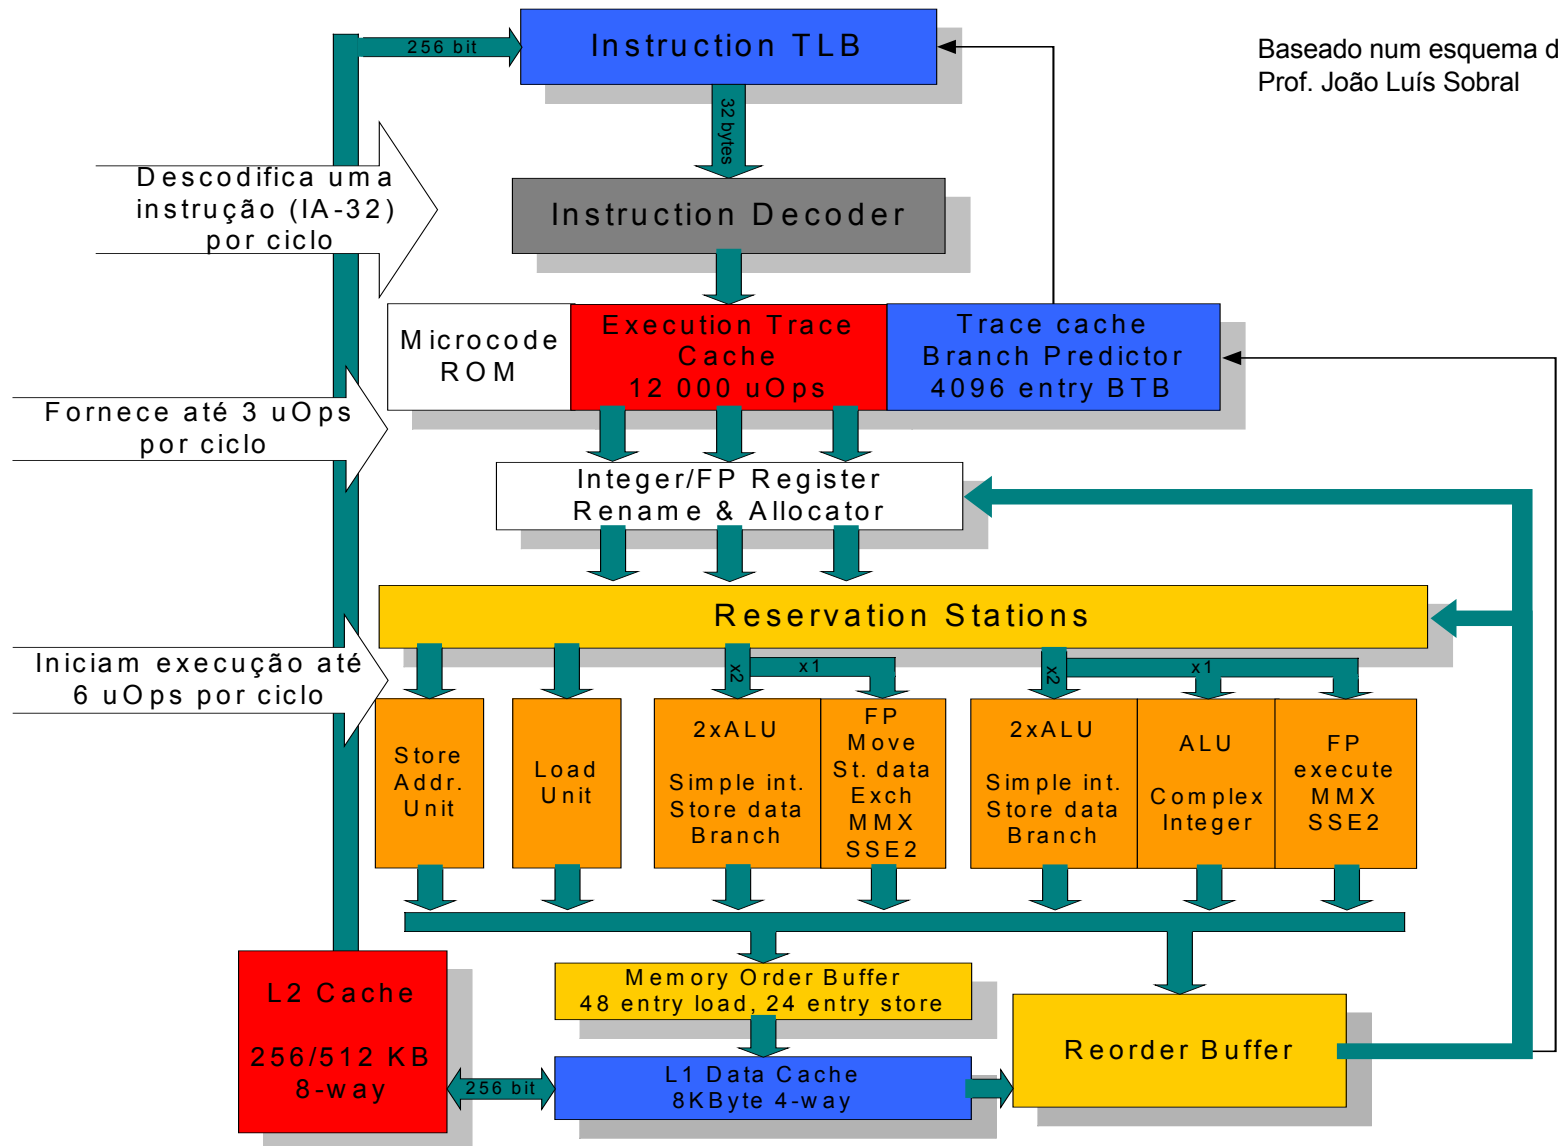 256 bit
Instruction TLB
Baseado num esquema d
Prof. João Luís Sobral
32 bytes
Descodifica uma
instrução (IA-32)
por ciclo
Instruction Decoder
Microcode
ROM
Execution Trace
Cache
12 000 uOps
Trace cache
Branch Predictor
4096 entry BTB
Fornece até 3 uOps
por ciclo
Integer/FP Register
Rename & Allocator
Reservation Stations
Iniciam execução até
6 uOps por ciclo
x2
x1
x2
x1
Store
Addr.
Unit
Load
Unit
2xALU
Simple int.
Store data
Branch
FP
Move
St. data
Exch
MMX
SSE2
2xALU
Simple int.
Store data
Branch
ALU
Complex
Integer
FP
execute
MMX
SSE2
L2 Cache
256/512 KB
8-way
Memory Order Buffer
48 entry load, 24 entry store
Reorder Buffer
256 bit
L1 Data Cache
8KByte 4-way